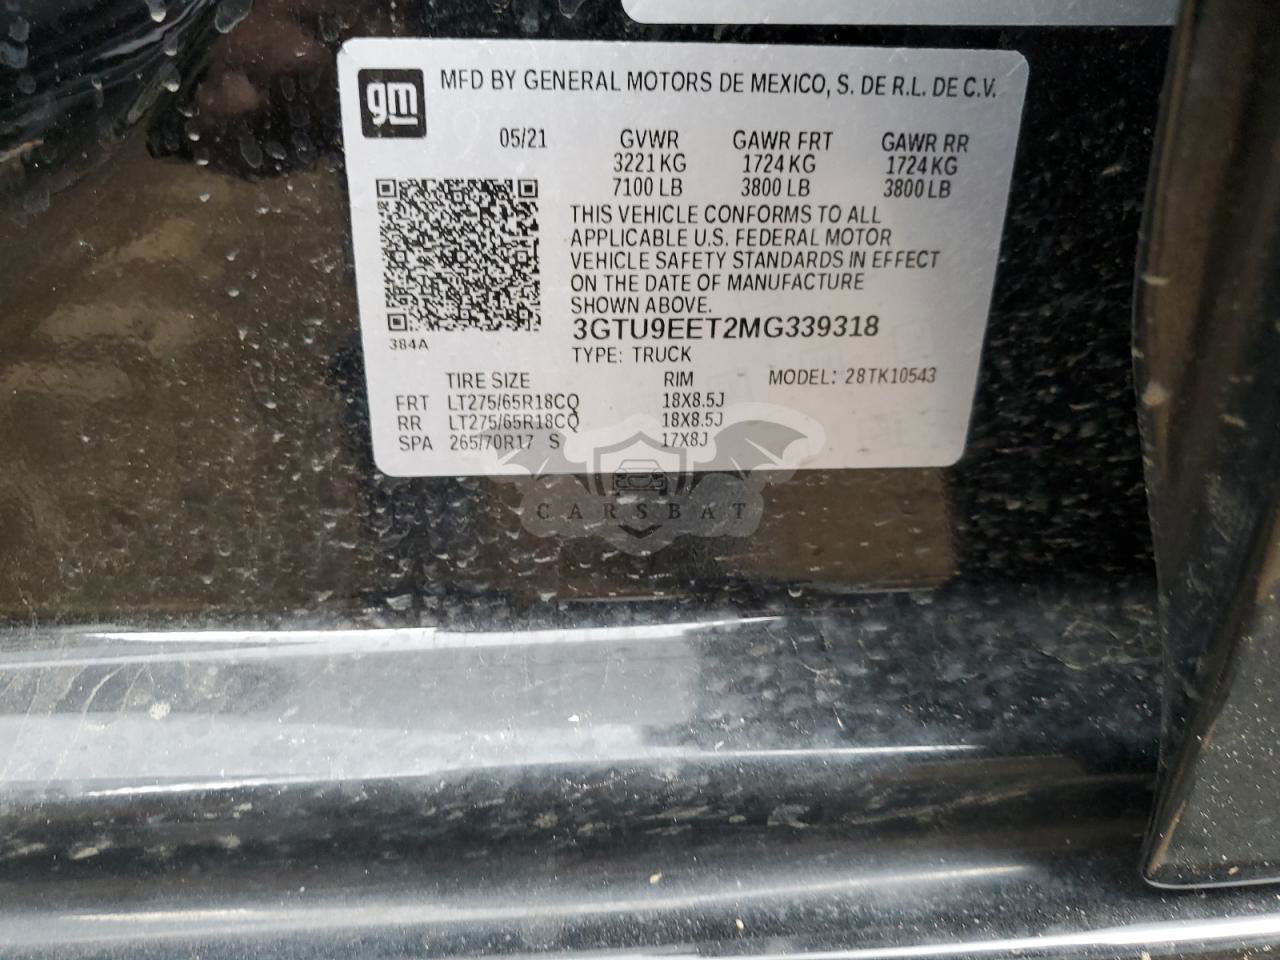 gm
MFD BY GENERAL MOTORS DE MEXICO, S. DE R.L. DE C.V.
05/21 GVWR GAWR FRT GAWR RR
3221 KG 1724 KG 1724 KG
7100 LB 3800 LB 3800 LB
THIS VEHICLE CONFORMS TO ALL
APPLICABLE U.S. FEDERAL MOTOR
VEHICLE SAFETY STANDARDS IN EFFECT
ON THE DATE OF MANUFACTURE
SHOWN ABOVE.
3GTU9EET2MG339318
384A
TYPE: TRUCK
TIRE SIZE RIM MODEL: 28TK10543
FRT LT275/65R18CQ 18X8.5J
RR LT275/65R18CQ 18X8.5J
SPA 265/70R17 S 17X8J
CARSBAT